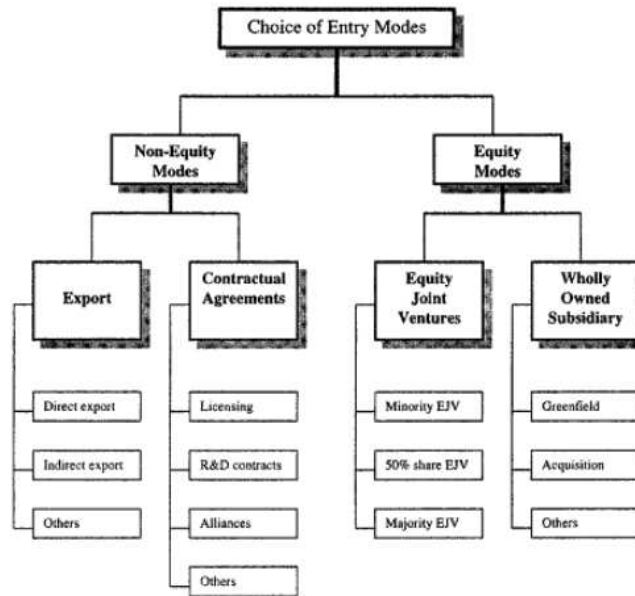 Choice of Entry Modes
Non-Equity
Modes
Equity
Modes
Export
Contractual
Agreements
Equity
Joint
Ventures
Wholly
Owned
Subsidiary
Direct export
Licensing
Minority EJV
Greenfield
Indirect export
R&D contracts
50% share EJV
Acquisition
Others
Alliances
Majority EJV
Others
Others